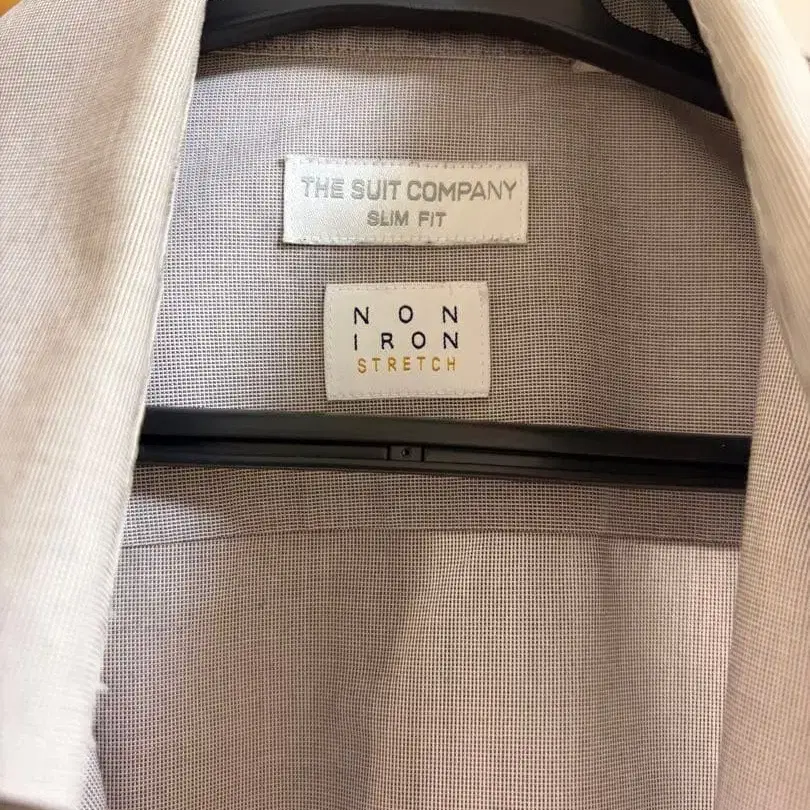 THE SUIT COMPANY
SLIM FIT
NON
IRON
STRETCH